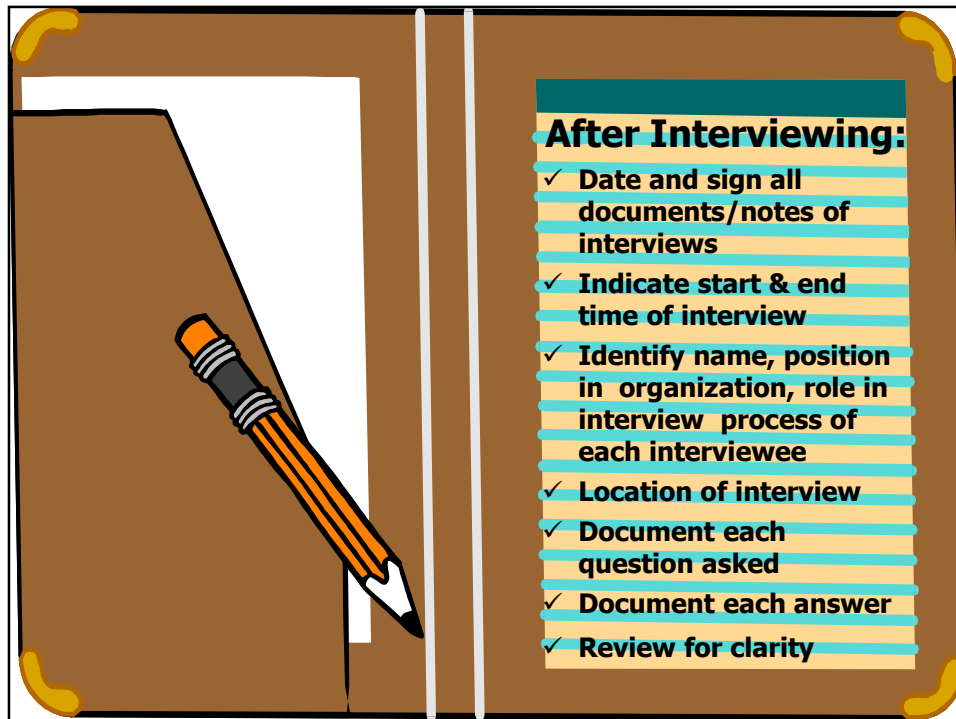 After Interviewing:
✓ Date and sign all
documents/notes of
interviews
✓ Indicate start & end
time of interview
✓ Identify name, position
in organization, role in
interview process of
each interviewee
✓ Location of interview
✓ Document each
question asked
✓ Document each answer
✓ Review for clarity